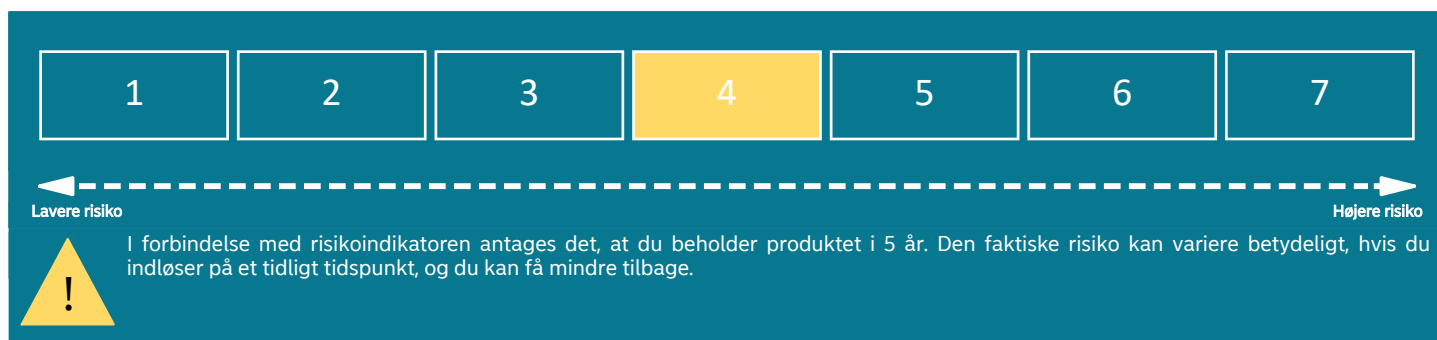 1 2 3 4 5 6 7
Lavere risiko Højere risiko
I forbindelse med risikoindikatoren antages det, at du beholder produktet i 5 år. Den faktiske risiko kan variere betydeligt, hvis du
indløser på et tidligt tidspunkt, og du kan få mindre tilbage.
!